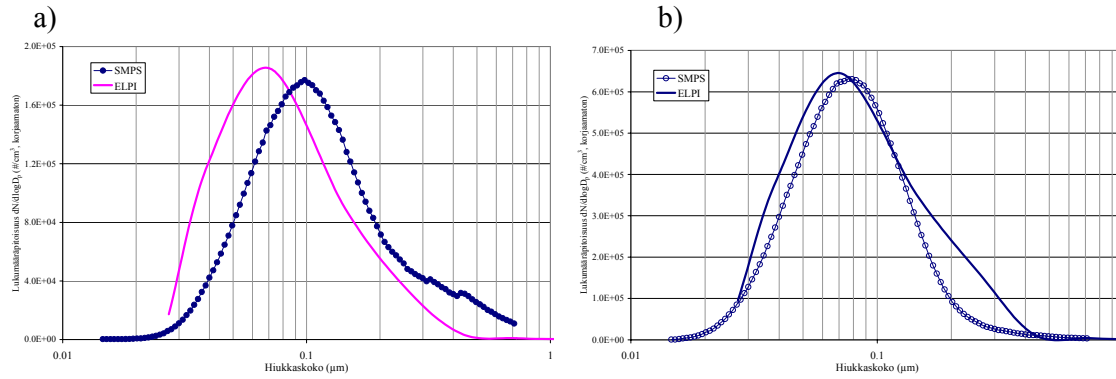 a)
2.0E+05
1.6E+05
1.2E+05
8.0E+04
4.0E+04
0.0E+00
Lukumääräpitoisuus dN/dlogDp (#/cm³, korjaamaton)
SMPS
ELPI
0.01
0.1
1
Hiukkaskoko (µm)
b)
7.0E+05
6.0E+05
5.0E+05
4.0E+05
3.0E+05
2.0E+05
1.0E+05
0.0E+00
Lukumääräpitoisuus dN/dlogDp (#/cm³, korjaamaton)
SMPS
ELPI
0.01
0.1
Hiukkaskoko (µm)